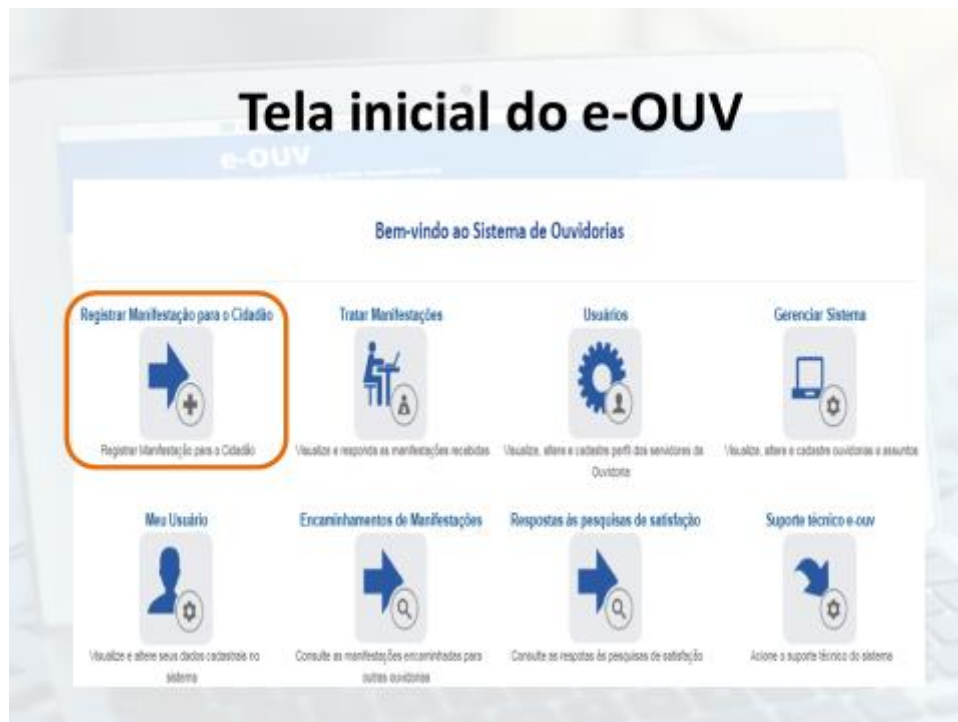 Tela inicial do e-OUV
e-OUV
Bem-vindo ao Sistema de Ouvidorias
Registrar Manifestação para o Cidadão
Tratar Manifestações
Usuários
Gerenciar Sistema
Registrar Manifestação para o Cidadão
Visualize e responda as manifestações recebidas
Visualize, altere e cadastre perfil dos servidores da
Ouvidoria
Visualize, altere e cadastre ouvidorias e assuntos
Meu Usuário
Encaminhamentos de Manifestações
Respostas às pesquisas de satisfação
Suporte técnico e-ouv
Visualize e altere seus dados cadastrais no
sistema
Consulte as manifestações encaminhadas para
outras ouvidorias
Consulte as respotas às pesquisas de satisfação
Acione o suporte técnico do sistema